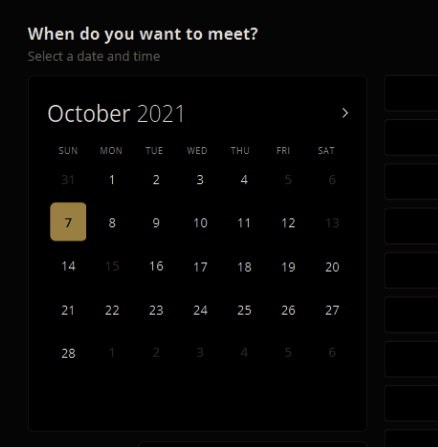 When do you want to meet?
Select a date and time
October 2021
SUN MON TUE WED THU FRI SAT
31 1 2 3 4 5 6
7 8 9 10 11 12 13
14 15 16 17 18 19 20
21 22 23 24 25 26 27
28 1 2 3 4 5 6